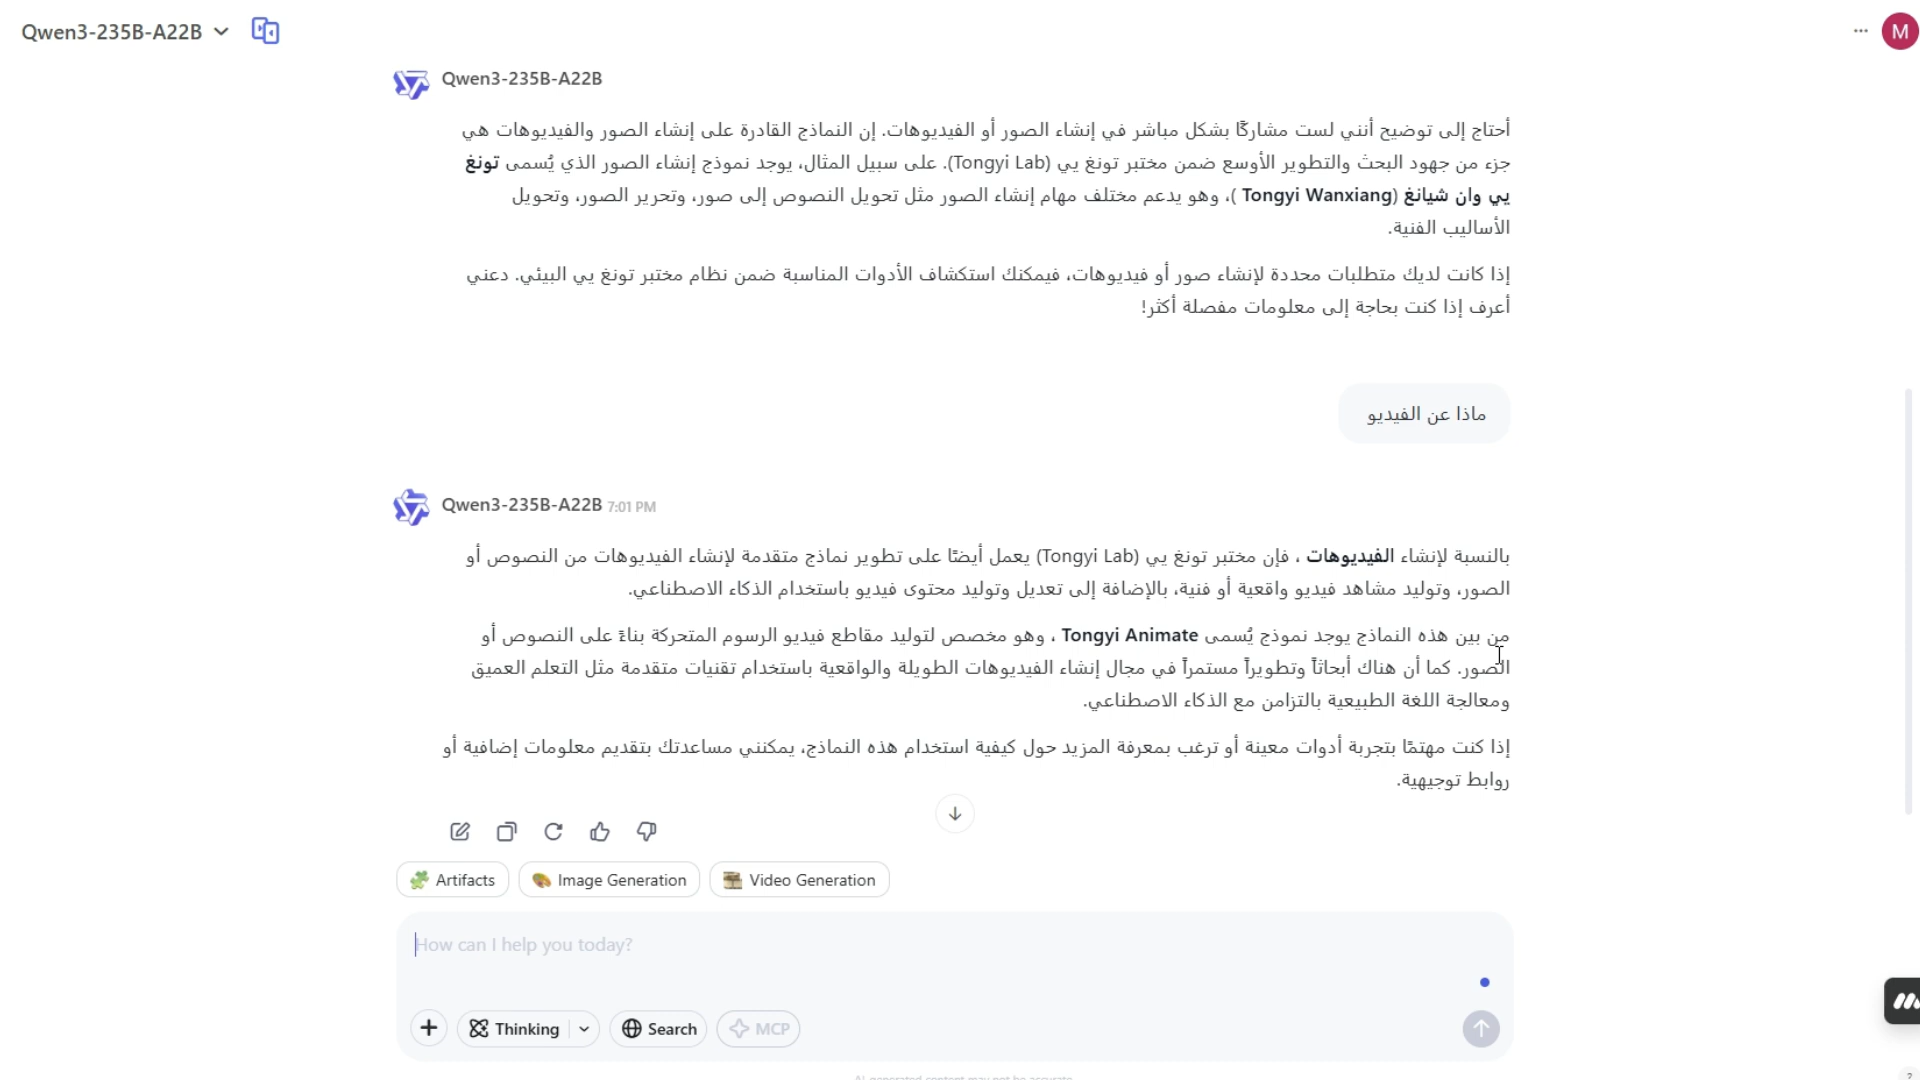 Qwen3-235B-A22B
M
Qwen3-235B-A22B
أحتاج إلى توضيح أنني لست مشاركًا بشكل مباشر في إنشاء الصور أو الفيديوهات. إن النماذج القادرة على إنشاء الصور والفيديوهات هي
جزء من جهود البحث والتطوير الأوسع ضمن مختبر تونغ يي (Tongyi Lab). على سبيل المثال، يوجد نموذج إنشاء الصور الذي يُسمى تونغ
يي وان شيانغ (Tongyi Wanxiang )، وهو يدعم مختلف مهام إنشاء الصور مثل تحويل النصوص إلى صور، وتحرير الصور، وتحويل
الأساليب الفنية.
إذا كانت لديك متطلبات محددة لإنشاء صور أو فيديوهات، فيمكنك استكشاف الأدوات المناسبة ضمن نظام مختبر تونغ يي البيئي. دعني
أعرف إذا كنت بحاجة إلى معلومات مفصلة أكثر!
ماذا عن الفيديو
Qwen3-235B-A22B 7:01 PM
بالنسبة لإنشاء الفيديوهات ، فإن مختبر تونغ يي (Tongyi Lab) يعمل أيضًا على تطوير نماذج متقدمة لإنشاء الفيديوهات من النصوص أو
الصور، وتوليد مشاهد فيديو واقعية أو فنية، بالإضافة إلى تعديل وتوليد محتوى فيديو باستخدام الذكاء الاصطناعي.
من بين هذه النماذج يوجد نموذج يُسمى Tongyi Animate ، وهو مخصص لتوليد مقاطع فيديو الرسوم المتحركة بناءً على النصوص أو
الصور. كما أن هناك أبحاثاً وتطويراً مستمراً في مجال إنشاء الفيديوهات الطويلة والواقعية باستخدام تقنيات متقدمة مثل التعلم العميق
ومعالجة اللغة الطبيعية بالتزامن مع الذكاء الاصطناعي.
إذا كنت مهتمًا بتجربة أدوات معينة أو ترغب بمعرفة المزيد حول كيفية استخدام هذه النماذج، يمكنني مساعدتك بتقديم معلومات إضافية أو
روابط توجيهية.
Artifacts
Image Generation
Video Generation
How can I help you today?
Thinking
Search
MCP
AI-generated content may not be accurate.
?